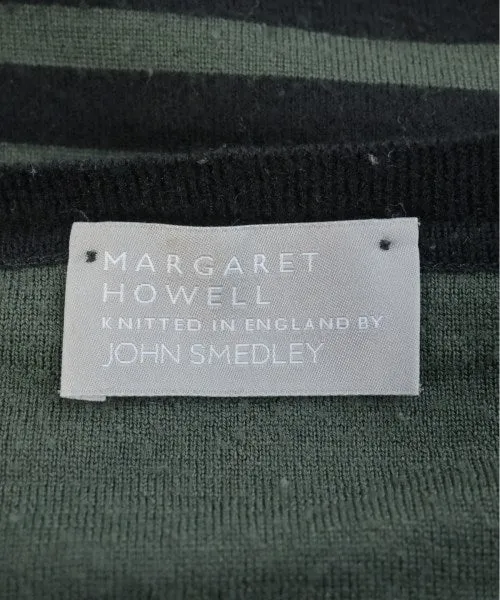 MARGARET
HOWELL
KNITTED IN ENGLAND BY
JOHN SMEDLEY